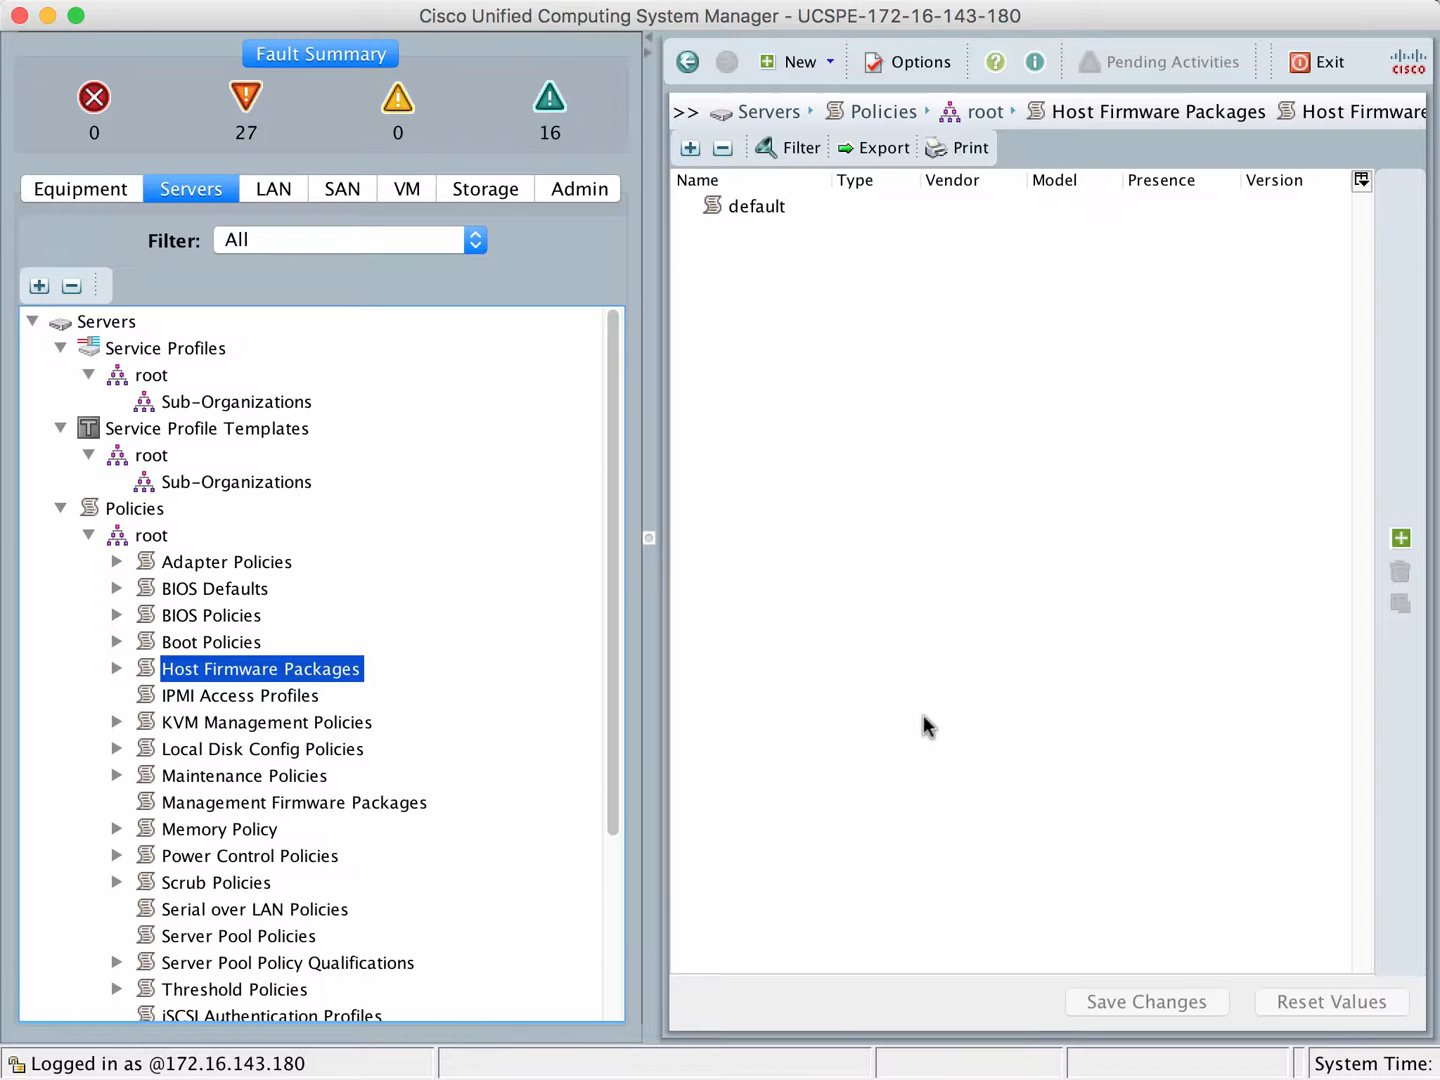 Cisco Unified Computing System Manager - UCSPE-172-16-143-180
Fault Summary
0 27 0 16
Equipment Servers LAN SAN VM Storage Admin
Filter: All
Servers
Service Profiles
root
Sub-Organizations
Service Profile Templates
root
Sub-Organizations
Policies
root
Adapter Policies
BIOS Defaults
BIOS Policies
Boot Policies
Host Firmware Packages
IPMI Access Profiles
KVM Management Policies
Local Disk Config Policies
Maintenance Policies
Management Firmware Packages
Memory Policy
Power Control Policies
Scrub Policies
Serial over LAN Policies
Server Pool Policies
Server Pool Policy Qualifications
Threshold Policies
iSCSI Authentication Profiles
New Options ? i Pending Activities Exit CISCO
>> Servers Policies root Host Firmware Packages Host Firmware
Filter Export Print
Name Type Vendor Model Presence Version
default
Save Changes Reset Values
Logged in as @172.16.143.180
System Time: